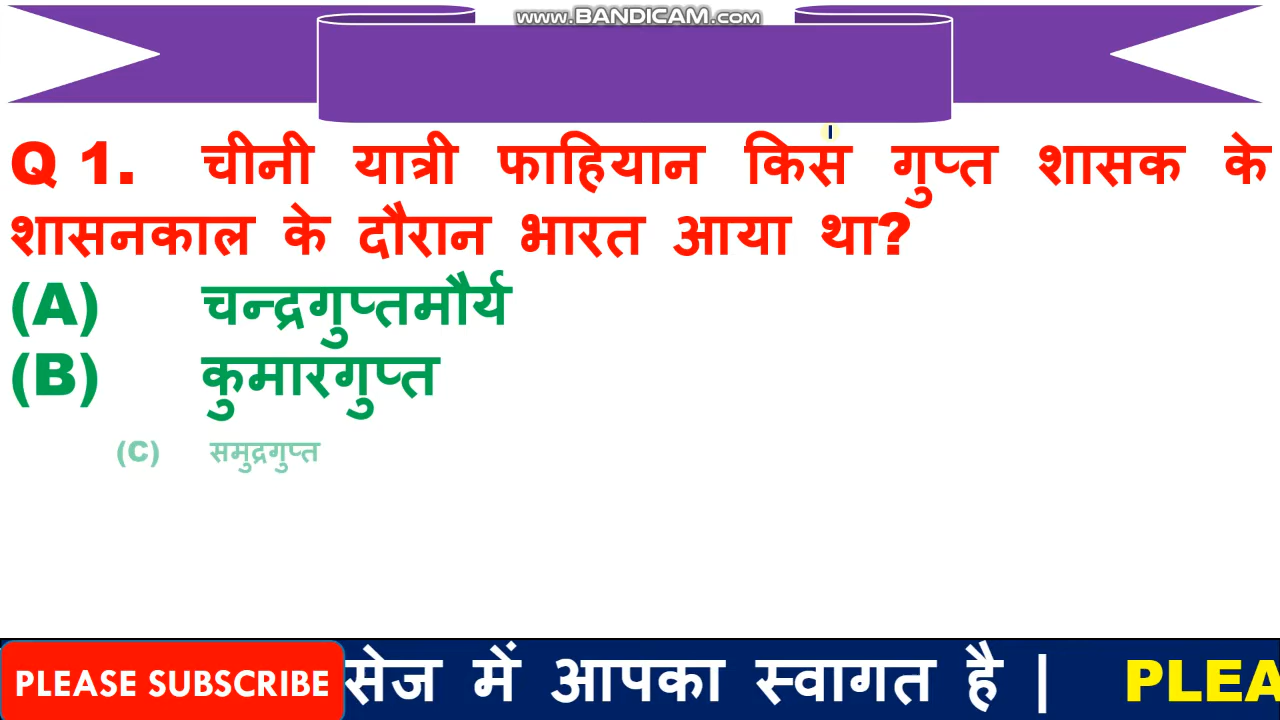 www.BANDICAM.com
Q 1. चीनी यात्री फाहियान किस गुप्त शासक के
शासनकाल के दौरान भारत आया था?
(A) चन्द्रगुप्तमौर्य
(B) कुमारगुप्त
(C) समुद्रगुप्त
PLEASE SUBSCRIBE सेज में आपका स्वागत है | PLEA